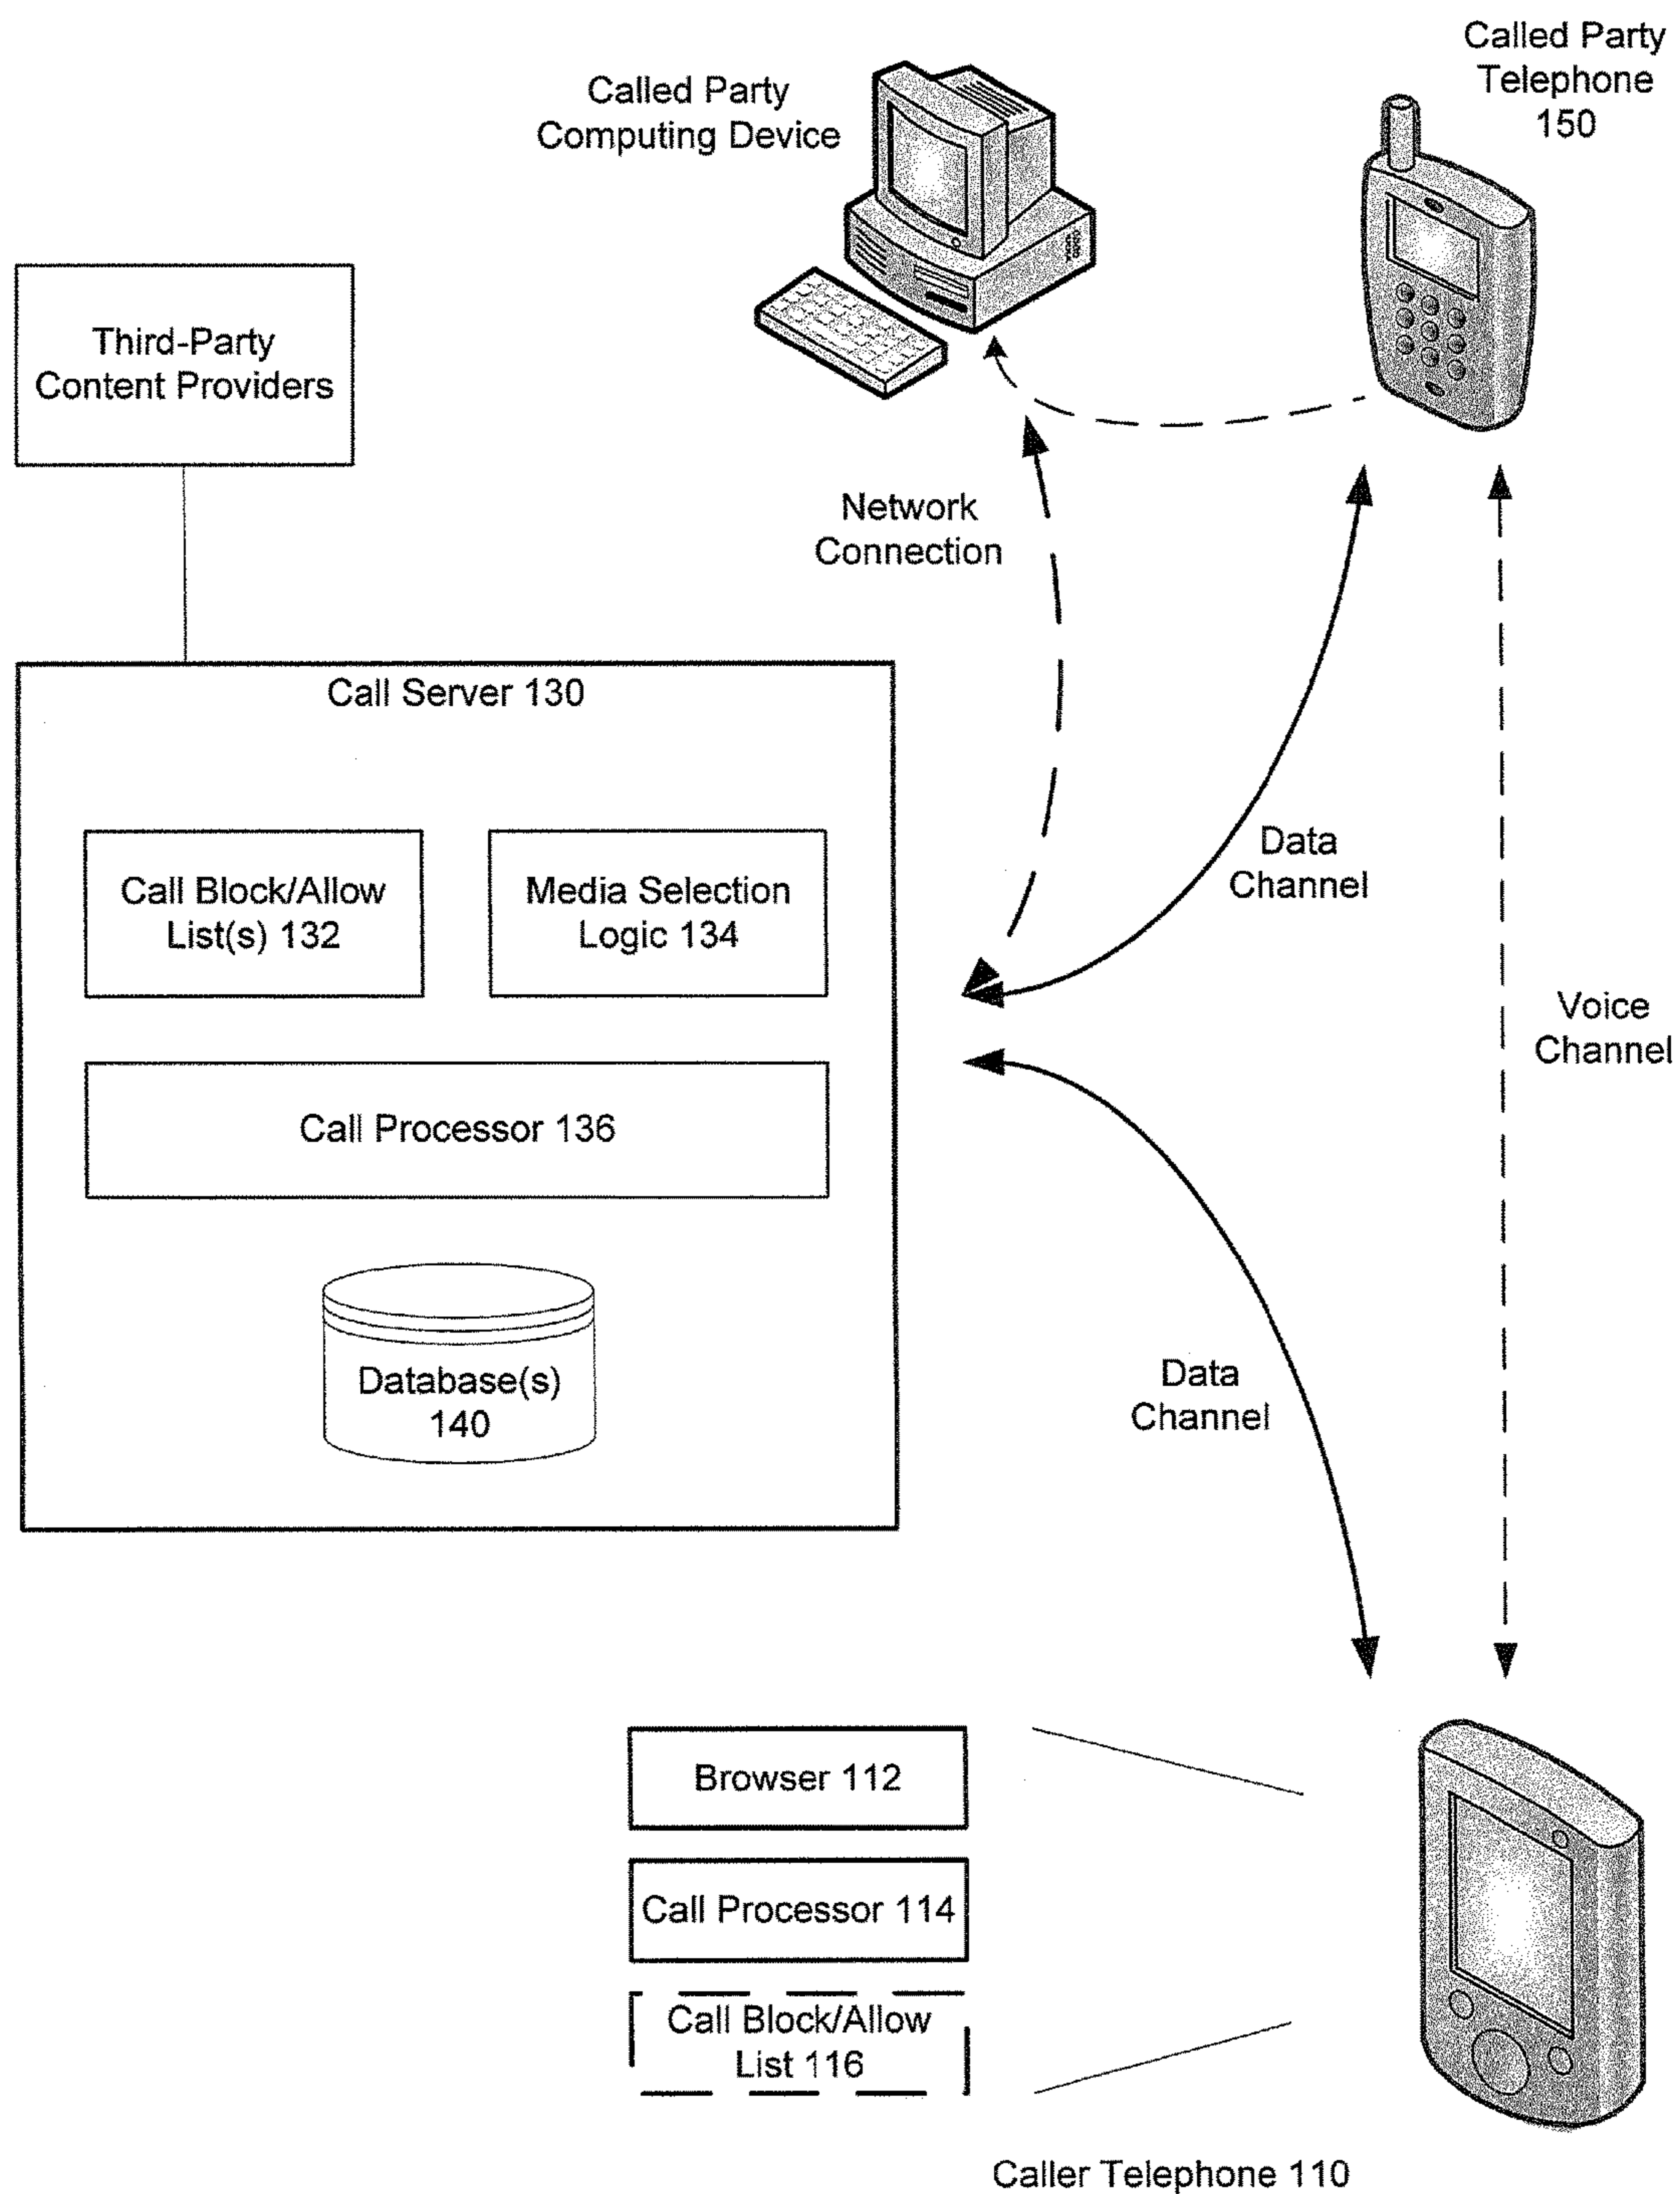 Called Party
Telephone
150
Called Party
Computing Device
Third-Party
Content Providers
Network
Connection
Call Server 130
Call Block/Allow
List(s) 132
Media Selection
Logic 134
Data
Channel
Voice
Channel
Call Processor 136
Database(s)
140
Data
Channel
Browser 112
Call Processor 114
Call Block/Allow
List 116
Caller Telephone 110